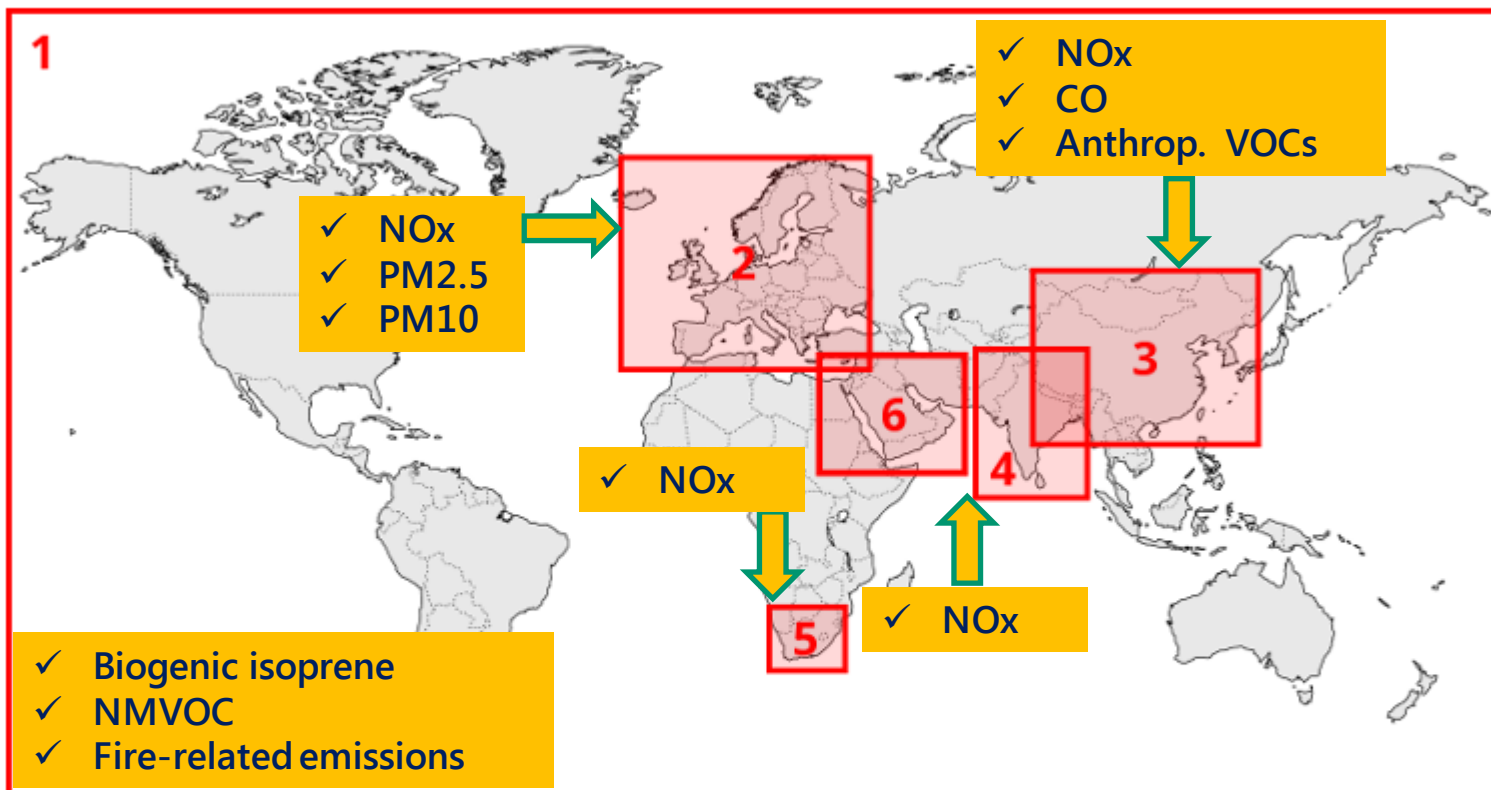 1
✓ NOx
✓ CO
✓ Anthrop. VOCs
✓ NOx
✓ PM2.5
✓ PM10
2
3
6
4
✓ NOx
✓ NOx
5
✓ Biogenic isoprene
✓ NMVOC
✓ Fire-related emissions